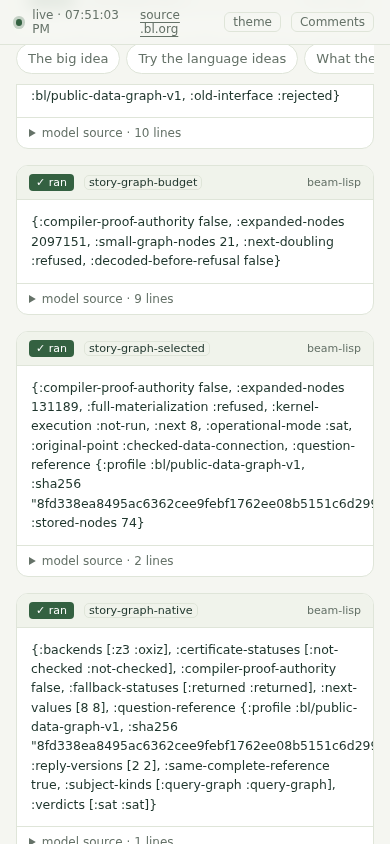 live · 07:51:03 PM
source .bl.org
theme
Comments
The big idea
Try the language ideas
What the
:bl/public-data-graph-v1, :old-interface :rejected}
▶ model source · 10 lines
✓ ran story-graph-budget beam-lisp
{:compiler-proof-authority false, :expanded-nodes
2097151, :small-graph-nodes 21, :next-doubling
:refused, :decoded-before-refusal false}
▶ model source · 9 lines
✓ ran story-graph-selected beam-lisp
{:compiler-proof-authority false, :expanded-nodes
131189, :full-materialization :refused, :kernel-
execution :not-run, :next 8, :operational-mode :sat,
:original-point :checked-data-connection, :question-
reference {:profile :bl/public-data-graph-v1,
:sha256
"8fd338ea8495ac6362cee9febf1762ee08b5151c6d299
:stored-nodes 74}
▶ model source · 2 lines
✓ ran story-graph-native beam-lisp
{:backends [:z3 :oxiz], :certificate-statuses [:not-
checked :not-checked], :compiler-proof-authority
false, :fallback-statuses [:returned :returned], :next-
values [8 8], :question-reference {:profile :bl/public-
data-graph-v1, :sha256
"8fd338ea8495ac6362cee9febf1762ee08b5151c6d299
:reply-versions [2 2], :same-complete-reference
true, :subject-kinds [:query-graph :query-graph],
:verdicts [:sat :sat]}
▶ model source · 1 lines